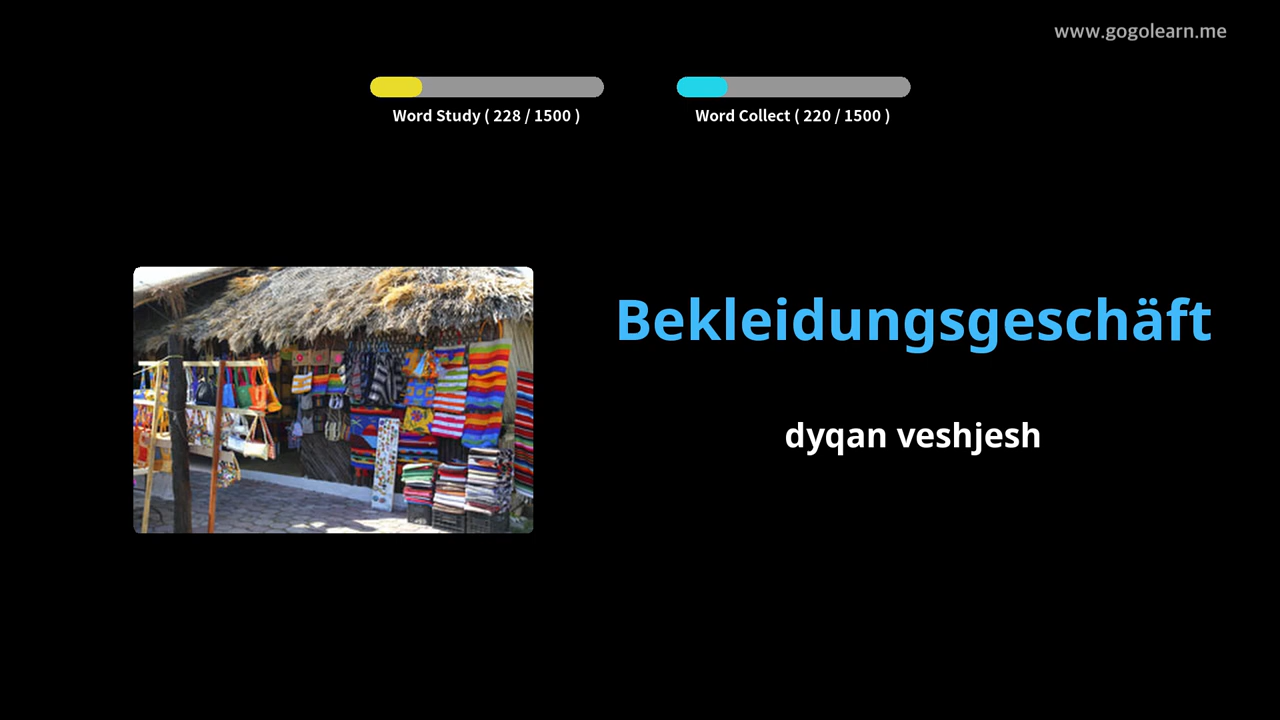 www.gogolearn.me
Word Study ( 228 / 1500 )
Word Collect ( 220 / 1500 )
Bekleidungsgeschäft
dyqan veshjesh